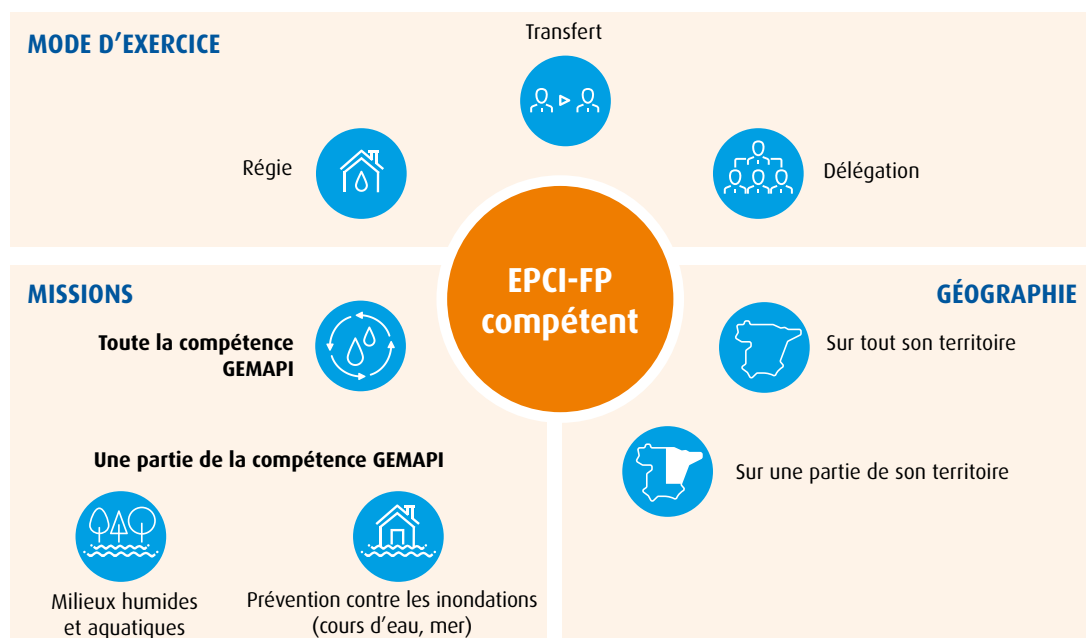 MODE D’EXERCICE
Transfert
Régie
Délégation
EPCI-FP
compétent
MISSIONS
Toute la compétence
GEMAPI
Une partie de la compétence GEMAPI
Milieux humides
et aquatiques
Prévention contre les inondations
(cours d’eau, mer)
GÉOGRAPHIE
Sur tout son territoire
Sur une partie de son territoire